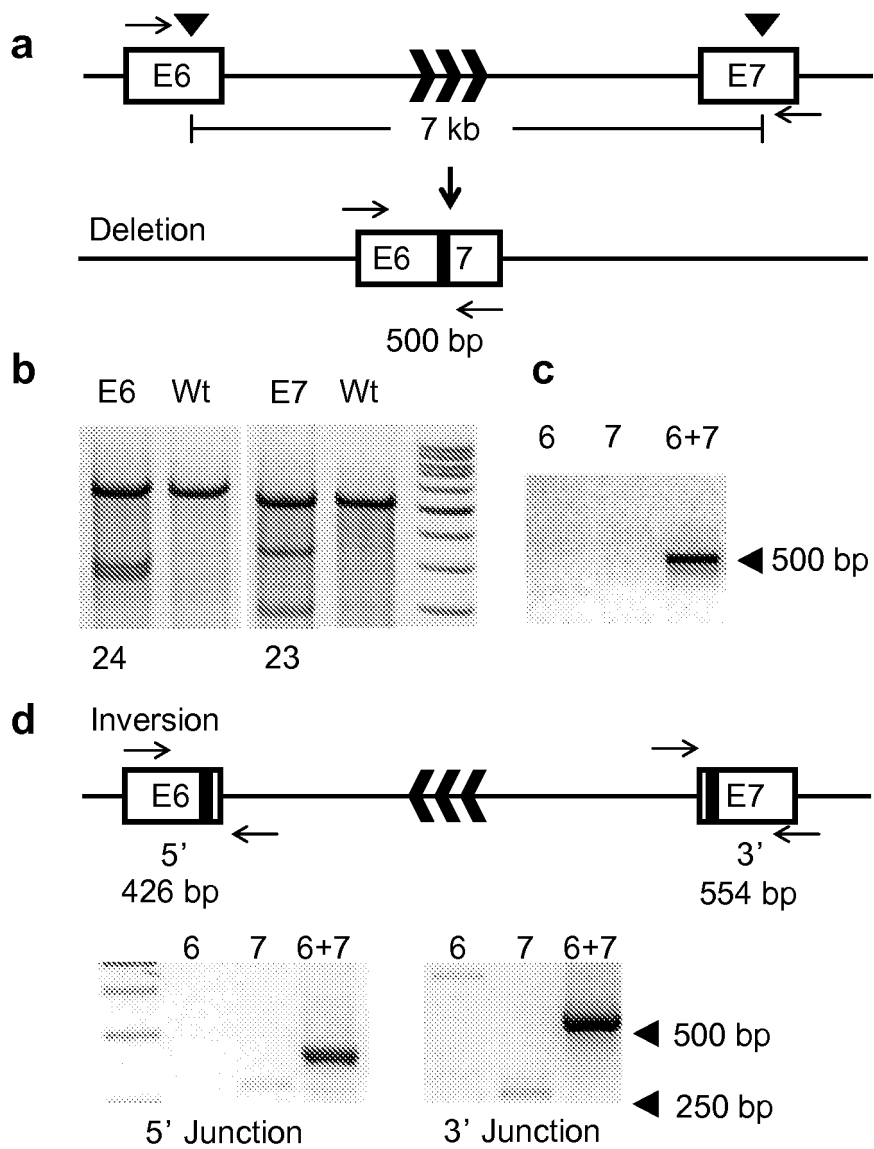 a
E6 E7
7 kb
Deletion
E6 7
500 bp
b
E6 Wt E7 Wt
24 23
c
6 7 6+7
500 bp
d
Inversion
E6 E7
5’ 3’
426 bp 554 bp
6 7 6+7 6 7 6+7
500 bp
250 bp
5’ Junction 3’ Junction